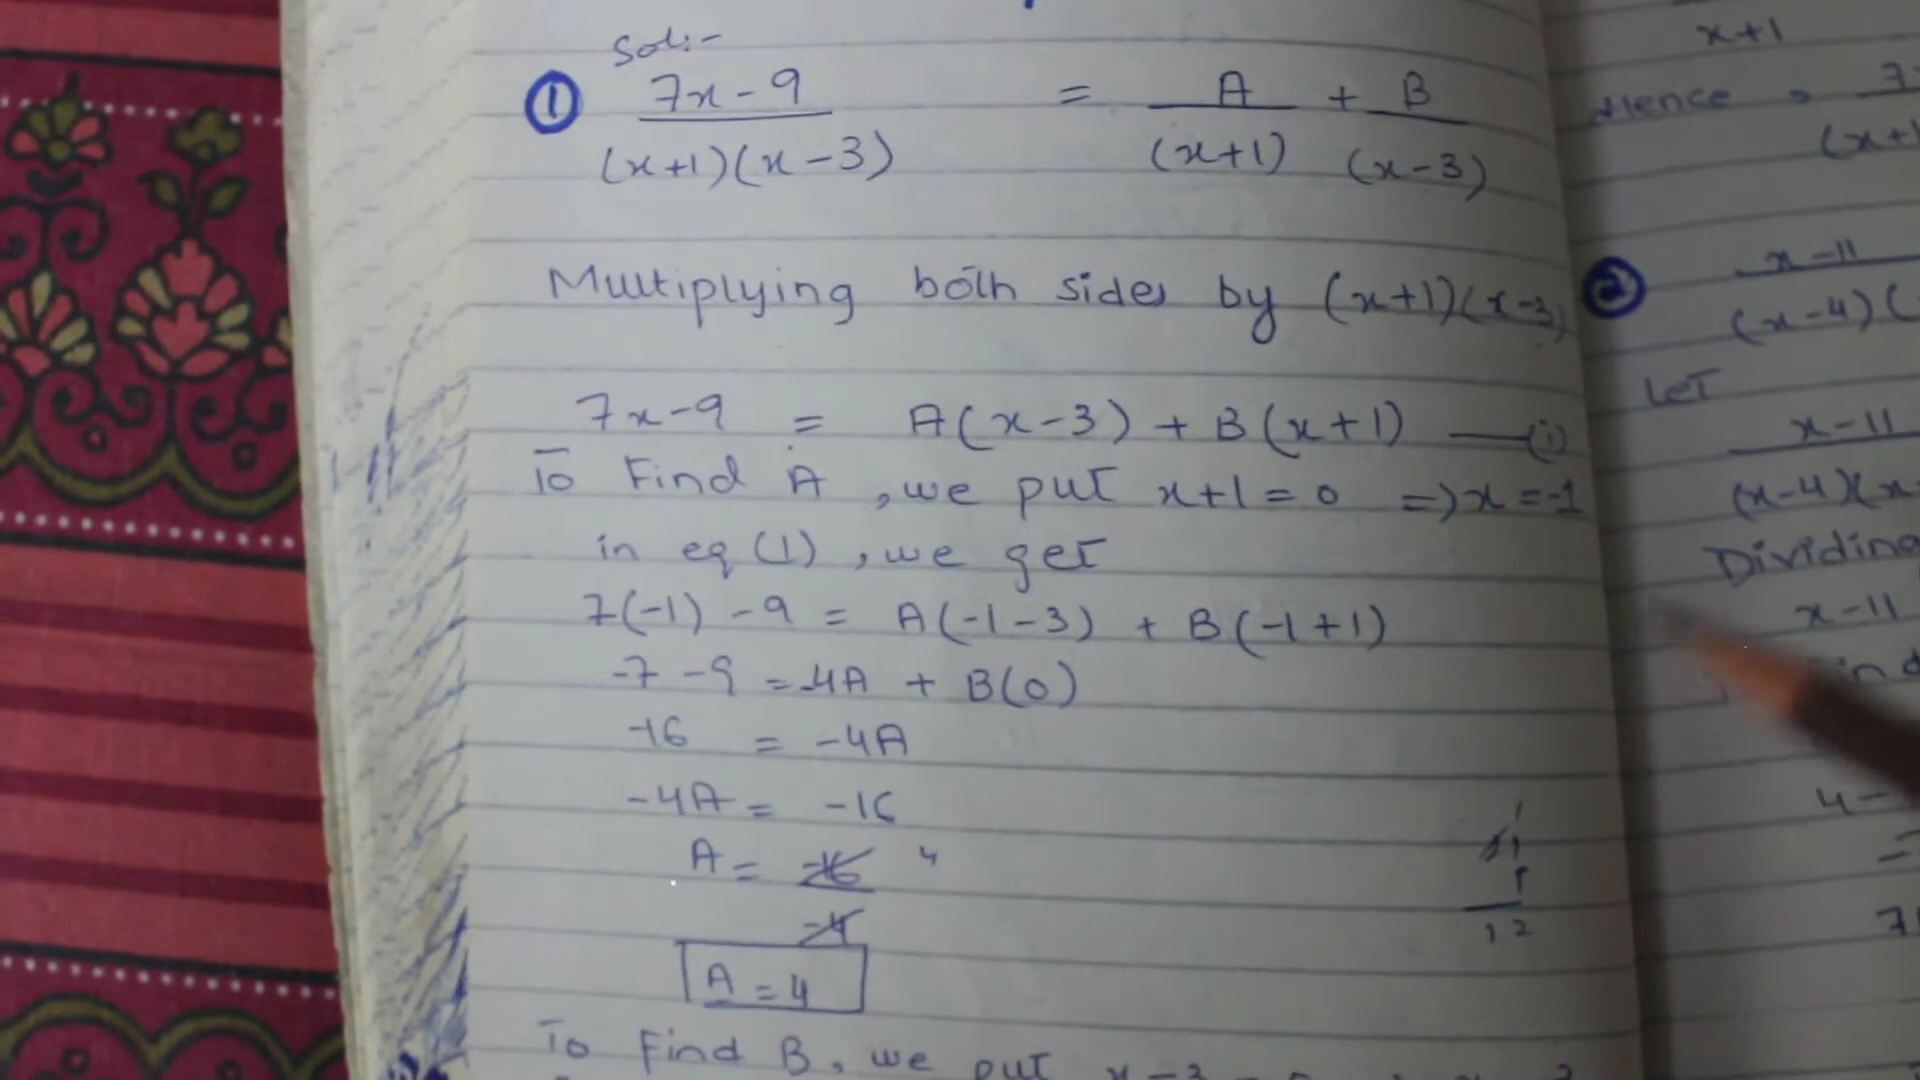 Sol:-
① 7x-9 = A + B
(x+1)(x-3) (x+1) (x-3)
Multiplying both sides by (x+1)(x-3)
7x-9 = A(x-3) + B(x+1) — (i)
To Find A, we put x+1=0 => x=-1
in eq (1), we get
7(-1) -9 = A(-1-3) + B(-1+1)
-7 -9 = -4A + B(0)
-16 = -4A
-4A = -16
A = -16 4
-4
A = 4
To Find B, we put
x+1
Hence,
(x+1
② x-11
(x-4)(
Let
x-11
(x-4)(x-
Dividing
x-11
4-
12